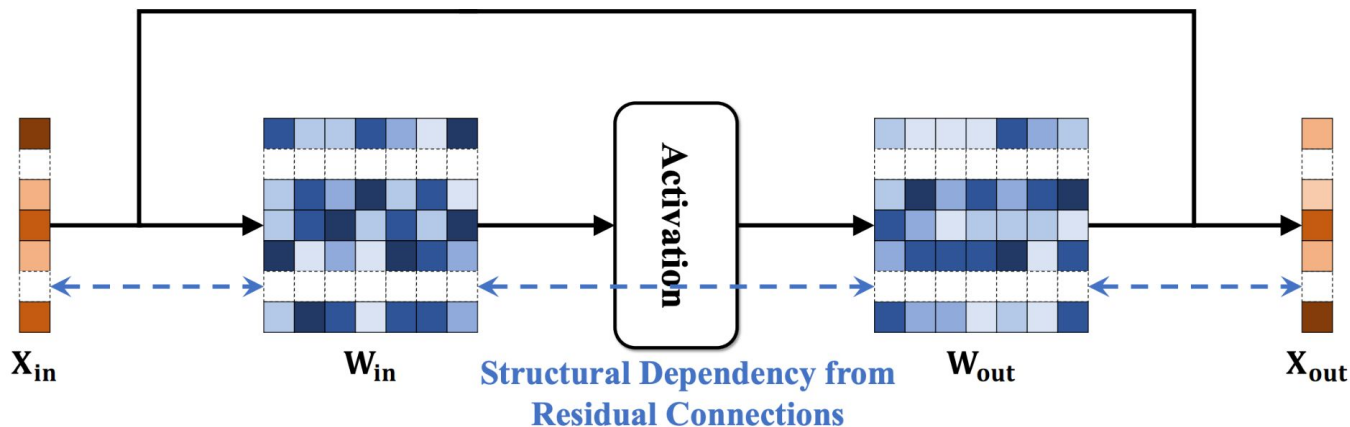 Activation
X_in
W_in
W_out
X_out
Structural Dependency from
Residual Connections